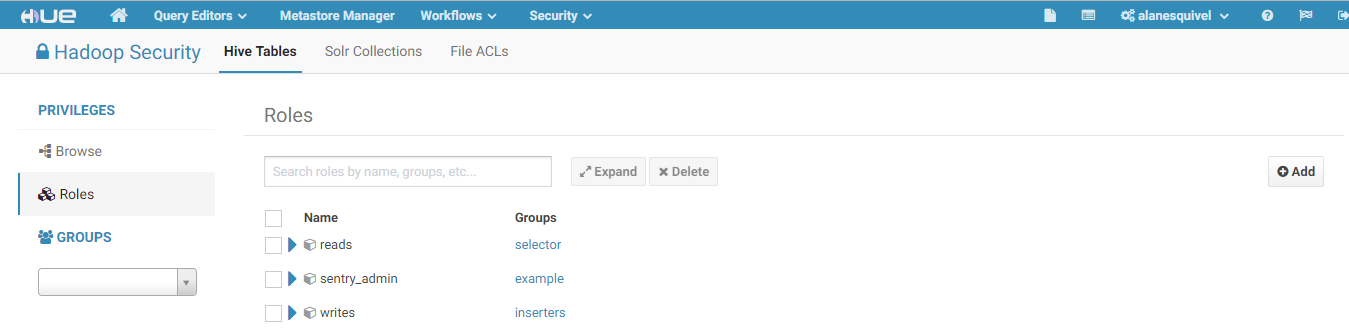 HUE Query Editors Metastore Manager Workflows Security alanesquivel
Hadoop Security Hive Tables Solr Collections File ACLs
PRIVILEGES
Browse
Roles
GROUPS
Roles
Search roles by name, groups, etc... Expand Delete Add
Name Groups
reads selector
sentry_admin example
writes inserters